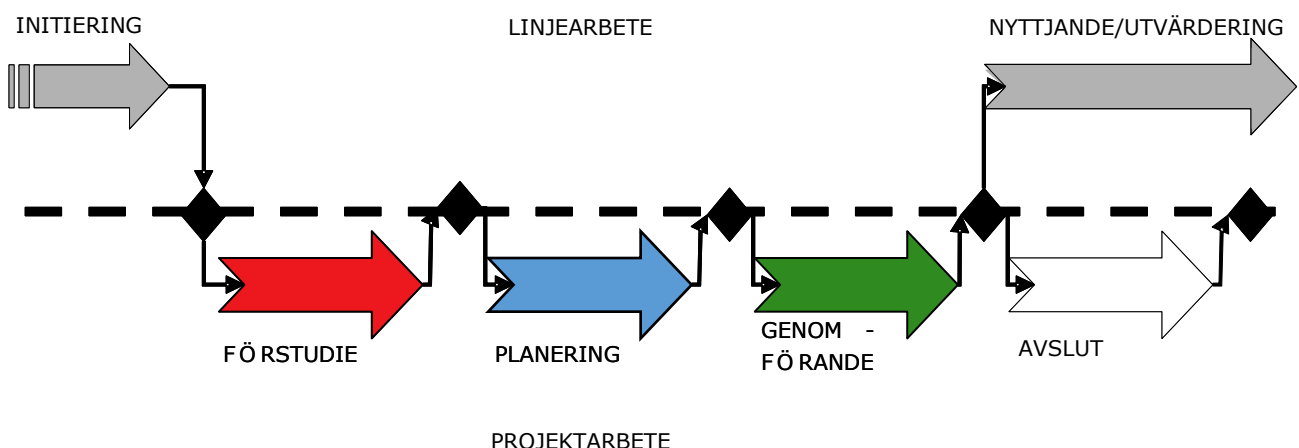 INITIERING
LINJEARBETE
NYTTJANDE/UTVÄRDERING
FÖRSTUDIE
PLANERING
GENOM -
FÖRANDE
AVSLUT
PROJEKTARBETE